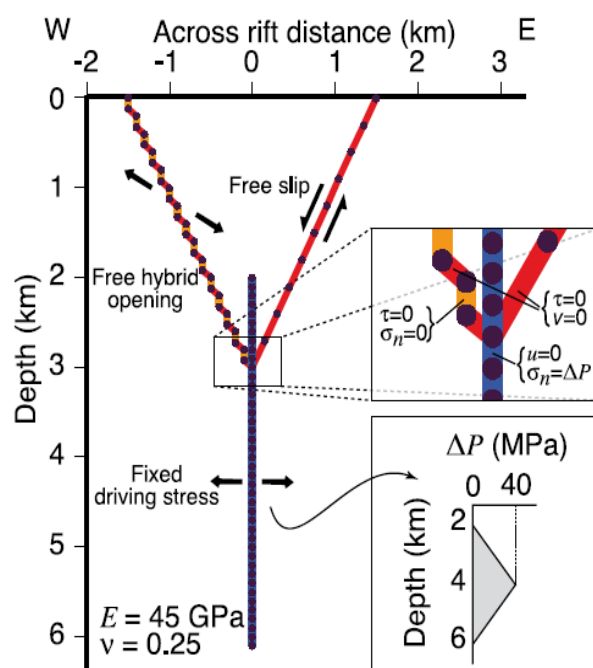 W
Across rift distance (km)
E
-2
-1
0
1
2
3
0
1
2
3
4
5
6
Depth (km)
Free slip
Free hybrid
opening
τ=0
σn=0
τ=0
v=0
u=0
σn=ΔP
Fixed
driving stress
ΔP (MPa)
0 40
2
4
6
Depth (km)
E = 45 GPa
ν = 0.25